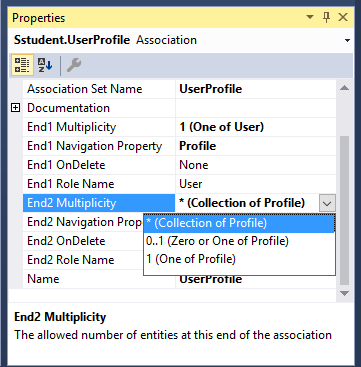 Properties
Sstudent.UserProfile Association
Association Set Name UserProfile
Documentation
End1 Multiplicity 1 (One of User)
End1 Navigation Property Profile
End1 OnDelete None
End1 Role Name User
End2 Multiplicity * (Collection of Profile)
End2 Navigation Prop
* (Collection of Profile)
End2 OnDelete
0..1 (Zero or One of Profile)
End2 Role Name
1 (One of Profile)
Name UserProfile
End2 Multiplicity
The allowed number of entities at this end of the association